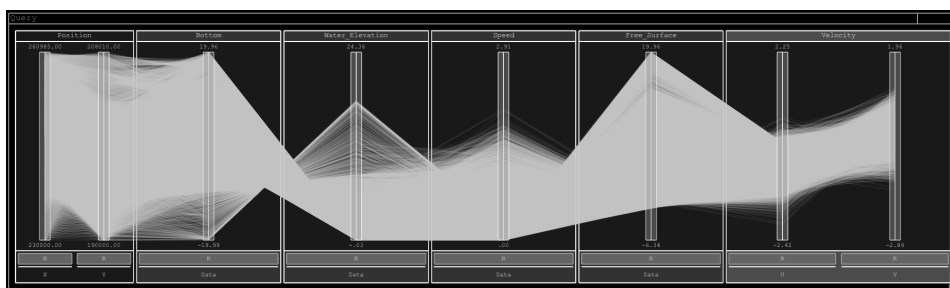 Query
Position Bottom Water_Elevation Speed Free_Surface Velocity
260985.00 208010.00 19.96 24.36 2.91 19.96 2.25 1.96
230000.00 190000.00 -19.99 -.03 .00 -6.34 -2.42 -2.89
R R R R R R R R
X Y Data Data Data Data U V